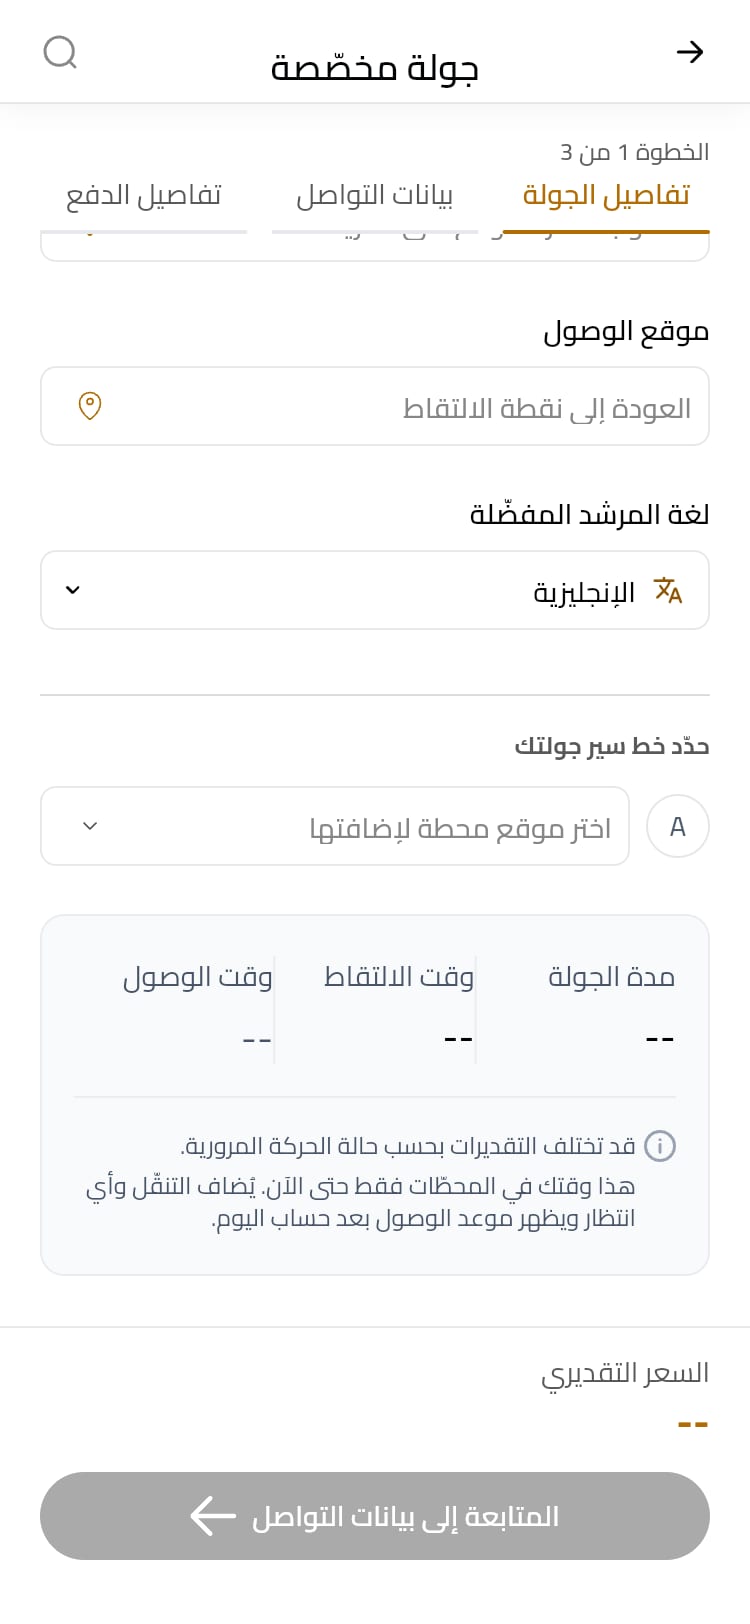 جولة مخصّصة
الخطوة 1 من 3
تفاصيل الجولة
بيانات التواصل
تفاصيل الدفع
موقع الوصول
العودة إلى نقطة الالتقاط
لغة المرشد المفضّلة
الإنجليزية
حدّد خط سير جولتك
A
اختر موقع محطة لإضافتها
مدة الجولة
--
وقت الالتقاط
--
وقت الوصول
--
قد تختلف التقديرات بحسب حالة الحركة المرورية.
هذا وقتك في المحطّات فقط حتى الآن. يُضاف التنقّل وأي
انتظار ويظهر موعد الوصول بعد حساب اليوم.
السعر التقديري
--
المتابعة إلى بيانات التواصل